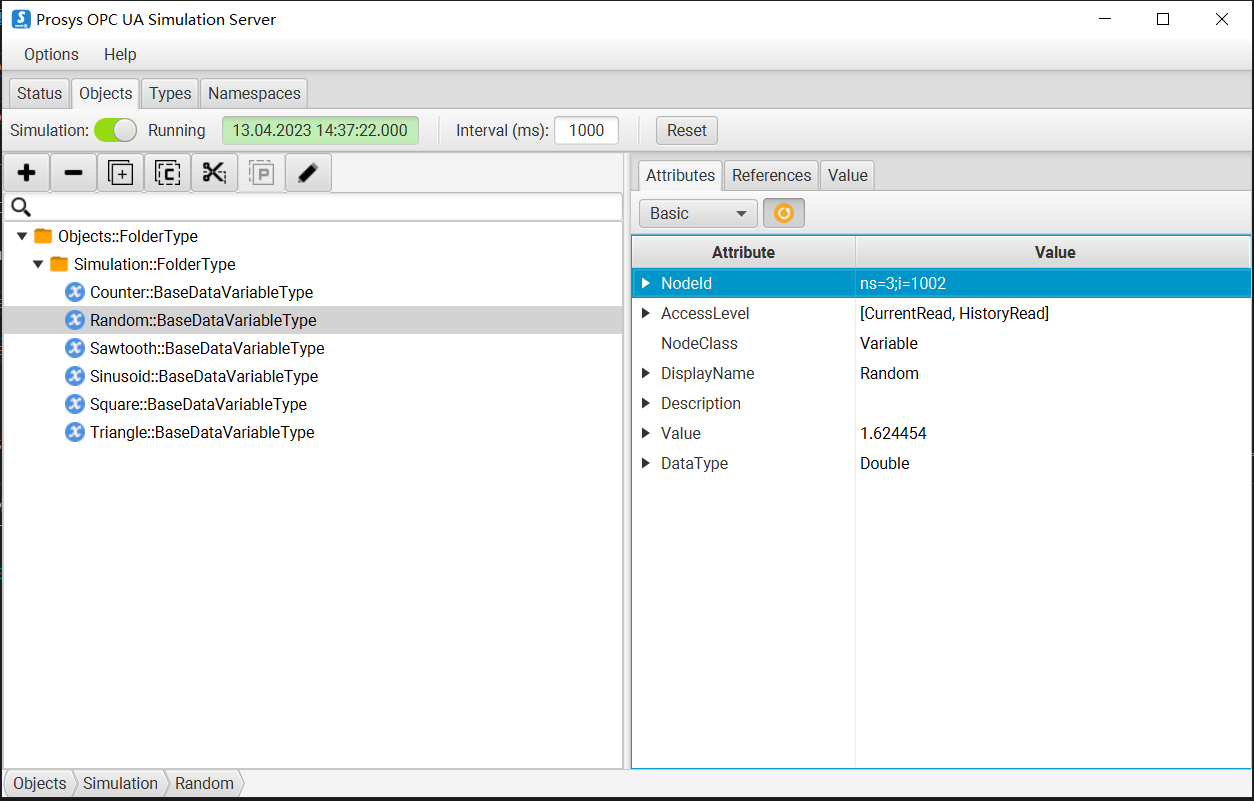 Prosys OPC UA Simulation Server
Options Help
Status Objects Types Namespaces
Simulation: Running 13.04.2023 14:37:22.000 Interval (ms): 1000 Reset
Objects::FolderType
Simulation::FolderType
Counter::BaseDataVariableType
Random::BaseDataVariableType
Sawtooth::BaseDataVariableType
Sinusoid::BaseDataVariableType
Square::BaseDataVariableType
Triangle::BaseDataVariableType
Attributes References Value
Basic
Attribute Value
NodeId ns=3;i=1002
AccessLevel [CurrentRead, HistoryRead]
NodeClass Variable
DisplayName Random
Description
Value 1.624454
DataType Double
Objects Simulation Random